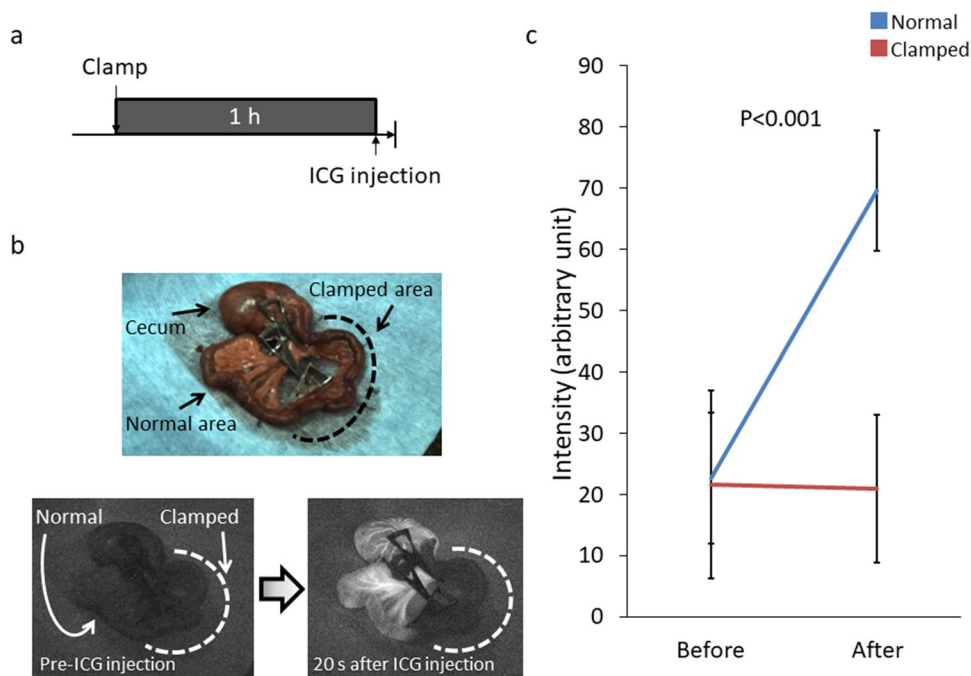 a
Clamp
1 h
ICG injection
b
Clamped area
Cecum
Normal area
Normal
Clamped
Pre-ICG injection
20 s after ICG injection
c
Normal
Clamped
90
80
70
60
50
40
30
20
10
0
Intensity (arbitrary unit)
P<0.001
Before
After